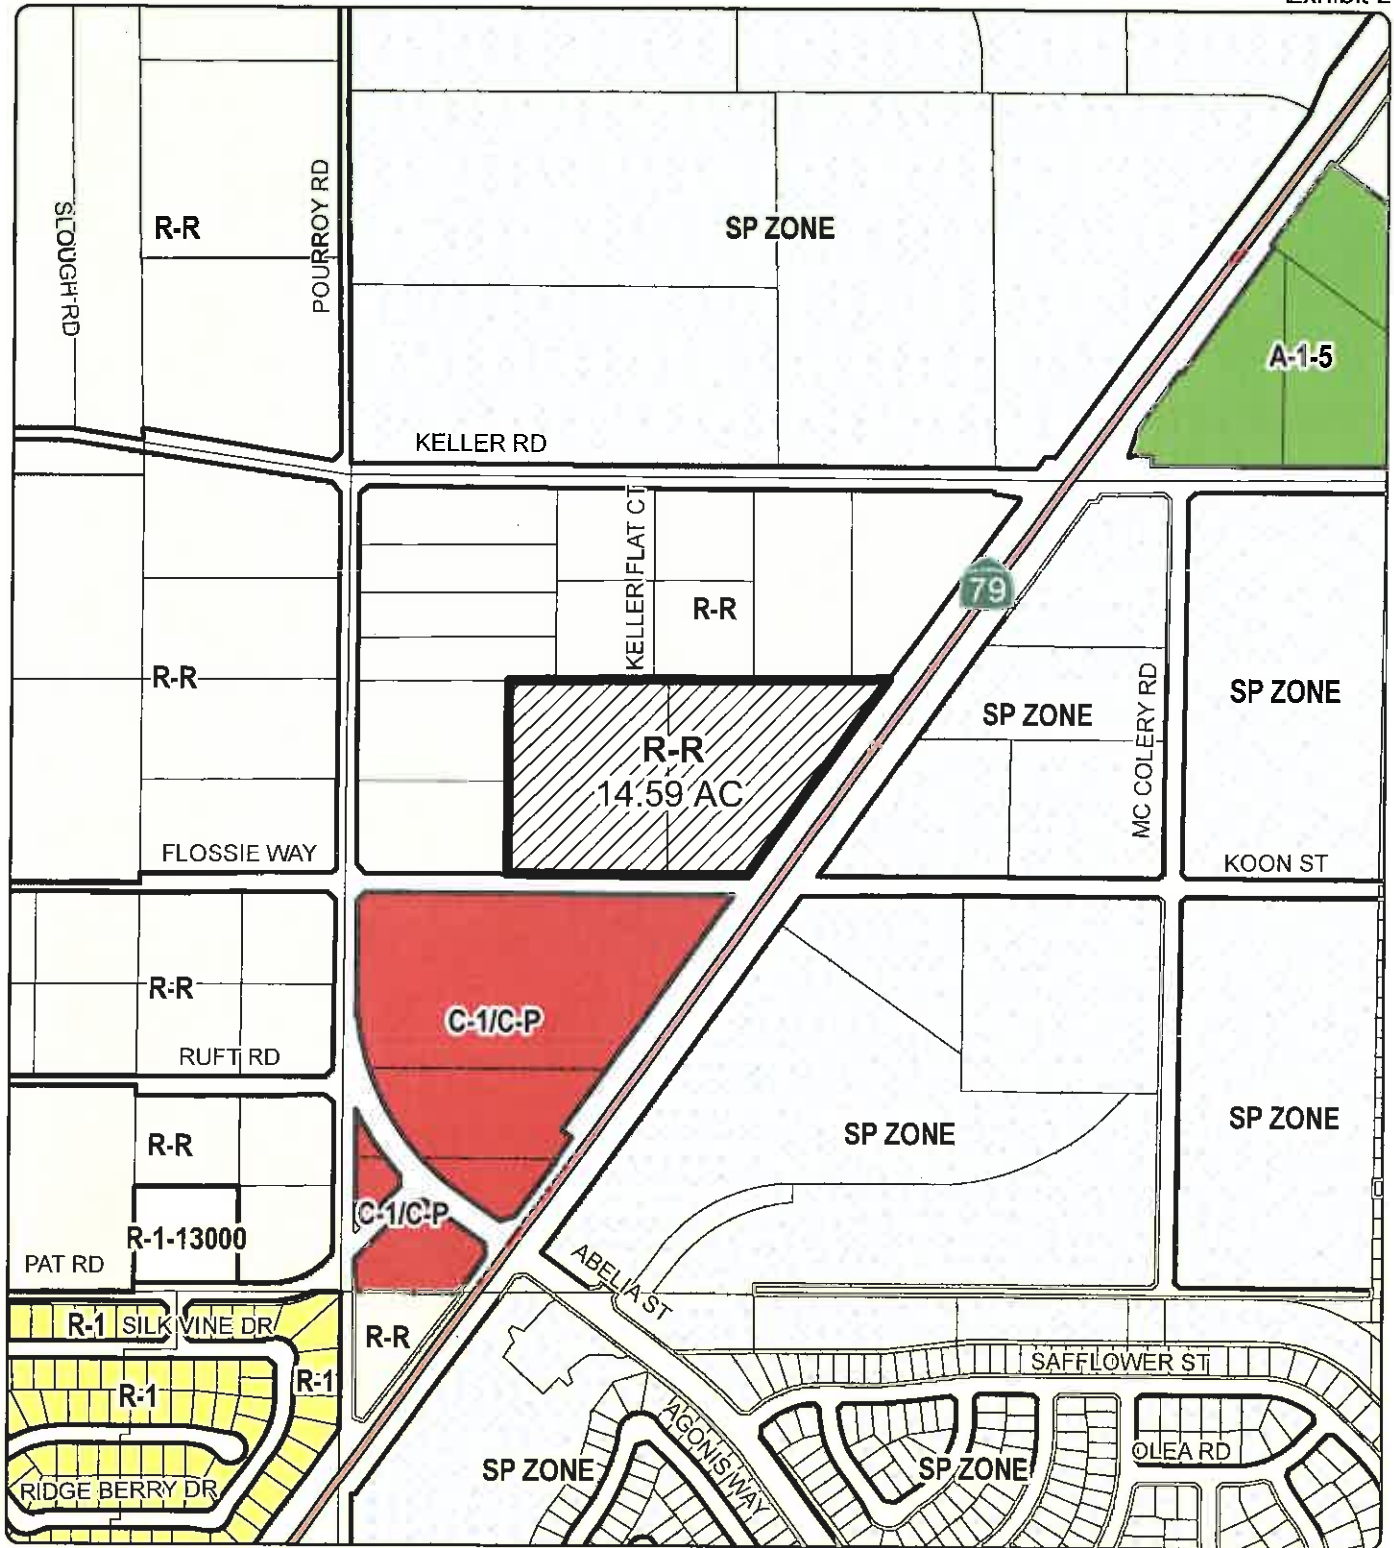 Exhibit 2
SLOUGH RD
R-R
POURROY RD
SP ZONE
A-1-5
KELLER RD
KELLER FLAT CT
R-R
79
R-R
SP ZONE
MC COLERY RD
SP ZONE
R-R
14.59 AC
FLOSSIE WAY
KOON ST
R-R
C-1/C-P
RUFT RD
R-R
SP ZONE
SP ZONE
C-1/C-P
R-1-13000
PAT RD
ABELIA ST
R-1
SILK VINE DR
R-R
SAFFLOWER ST
R-1
R-1
AGONIS WAY
OLEA RD
SP ZONE
SP ZONE
RIDGE BERRY DR